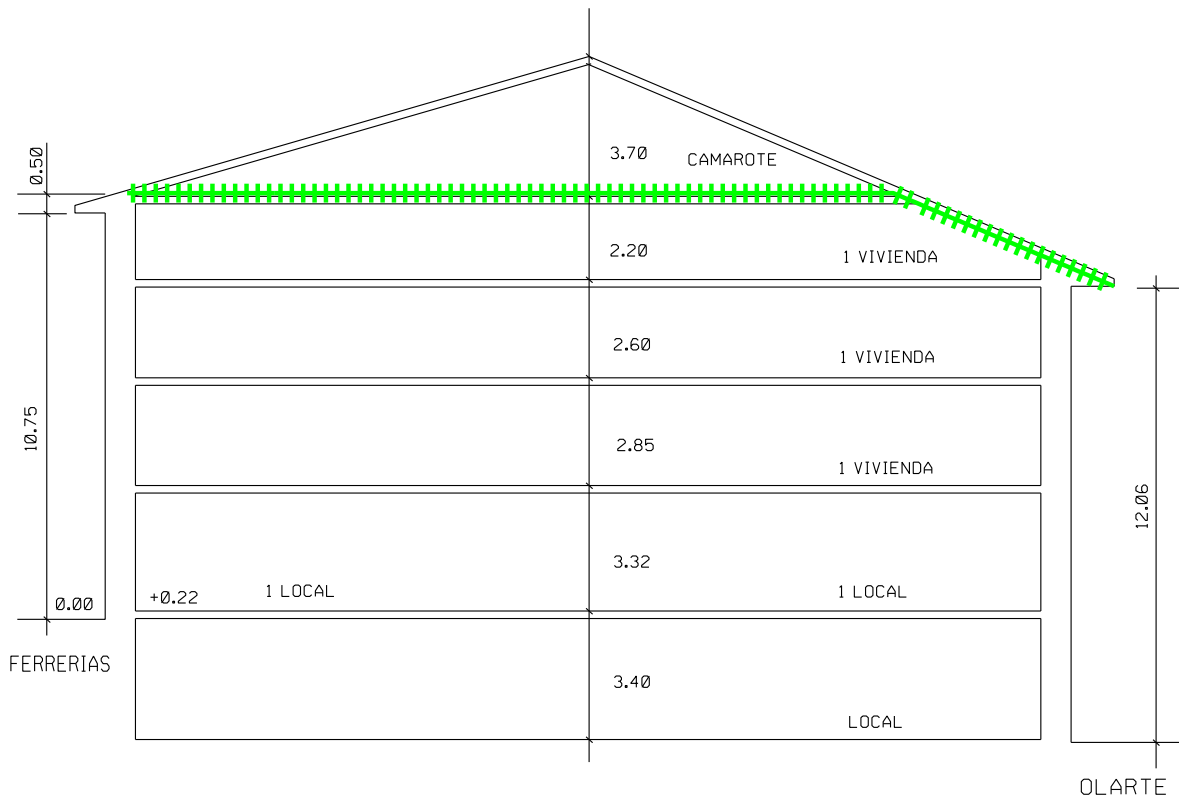 0.50
3.70 CAMAROTE
2.20 1 VIVIENDA
2.60 1 VIVIENDA
10.75
2.85 1 VIVIENDA
12.06
3.32
0.00 +0.22 1 LOCAL 1 LOCAL
FERRERIAS
3.40
LOCAL
OLARTE